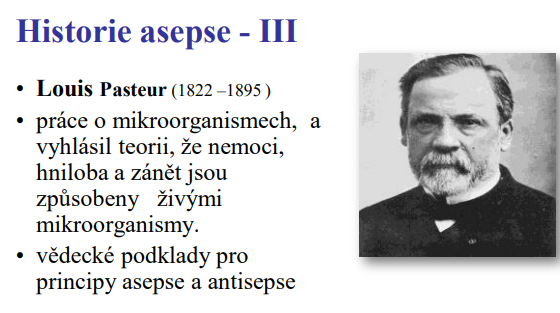 Historie asepse - III
• Louis Pasteur (1822 –1895 )
• práce o mikroorganismech, a
vyhlásil teorii, že nemoci,
hniloba a zánět jsou
způsobeny živými
mikroorganismy.
• vědecké podklady pro
principy asepse a antisepse